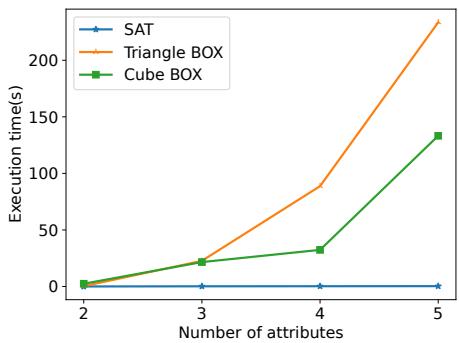 SAT
Triangle BOX
Cube BOX
Execution time(s)
200
150
100
50
0
2 3 4 5
Number of attributes